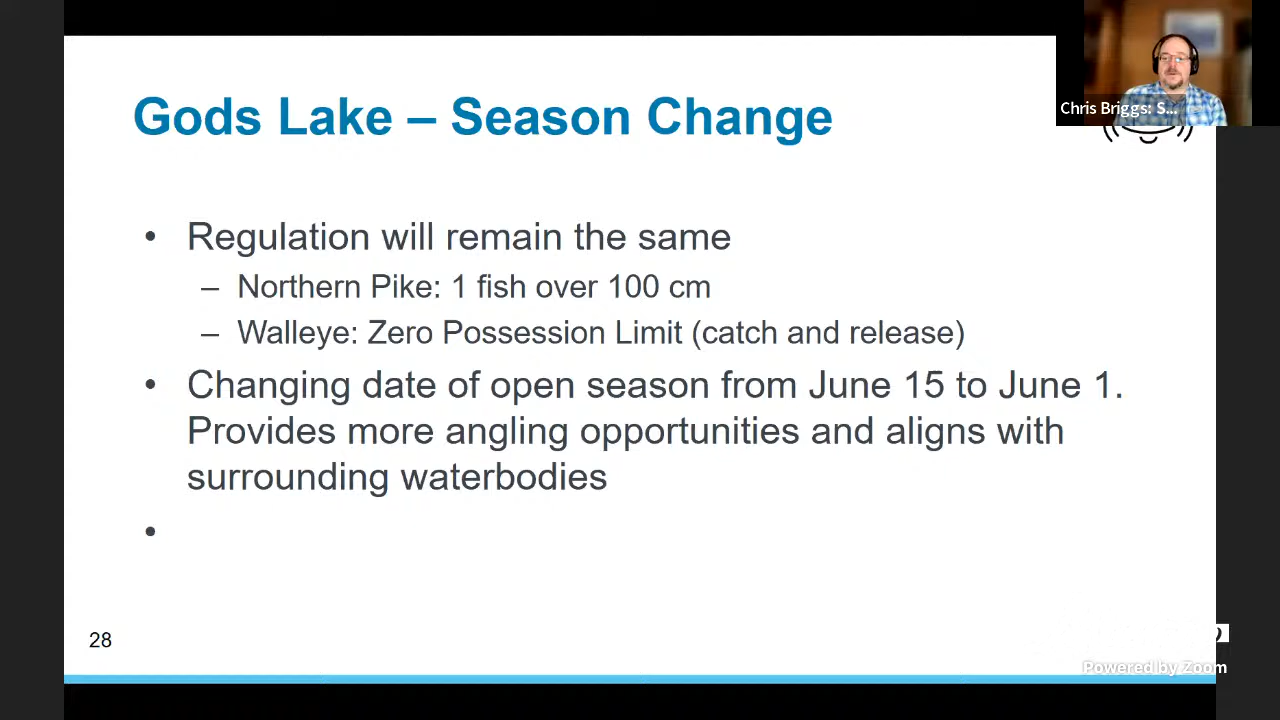 Chris Briggs: S...
Gods Lake – Season Change
• Regulation will remain the same
– Northern Pike: 1 fish over 100 cm
– Walleye: Zero Possession Limit (catch and release)
• Changing date of open season from June 15 to June 1.
Provides more angling opportunities and aligns with
surrounding waterbodies
•
28
Powered by Zoom